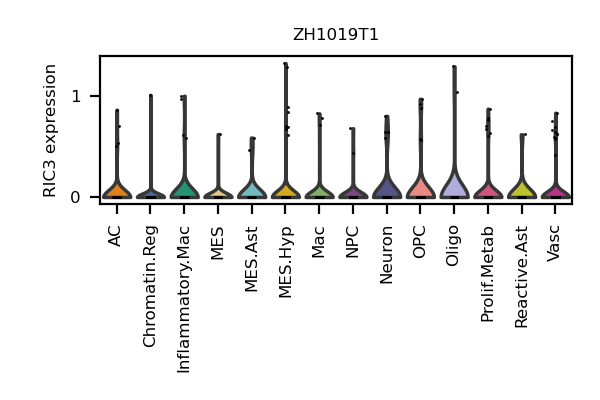 ZH1019T1
RIC3 expression
1
0
AC
Chromatin.Reg
Inflammatory.Mac
MES
MES.Ast
MES.Hyp
Mac
NPC
Neuron
OPC
Oligo
Prolif.Metab
Reactive.Ast
Vasc